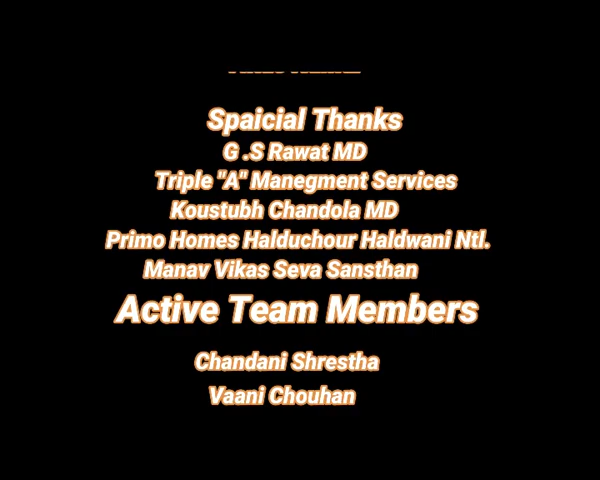 Spaicial Thanks
G .S Rawat MD
Triple "A" Manegment Services
Koustubh Chandola MD
Primo Homes Halduchour Haldwani Ntl.
Manav Vikas Seva Sansthan
Active Team Members
Chandani Shrestha
Vaani Chouhan